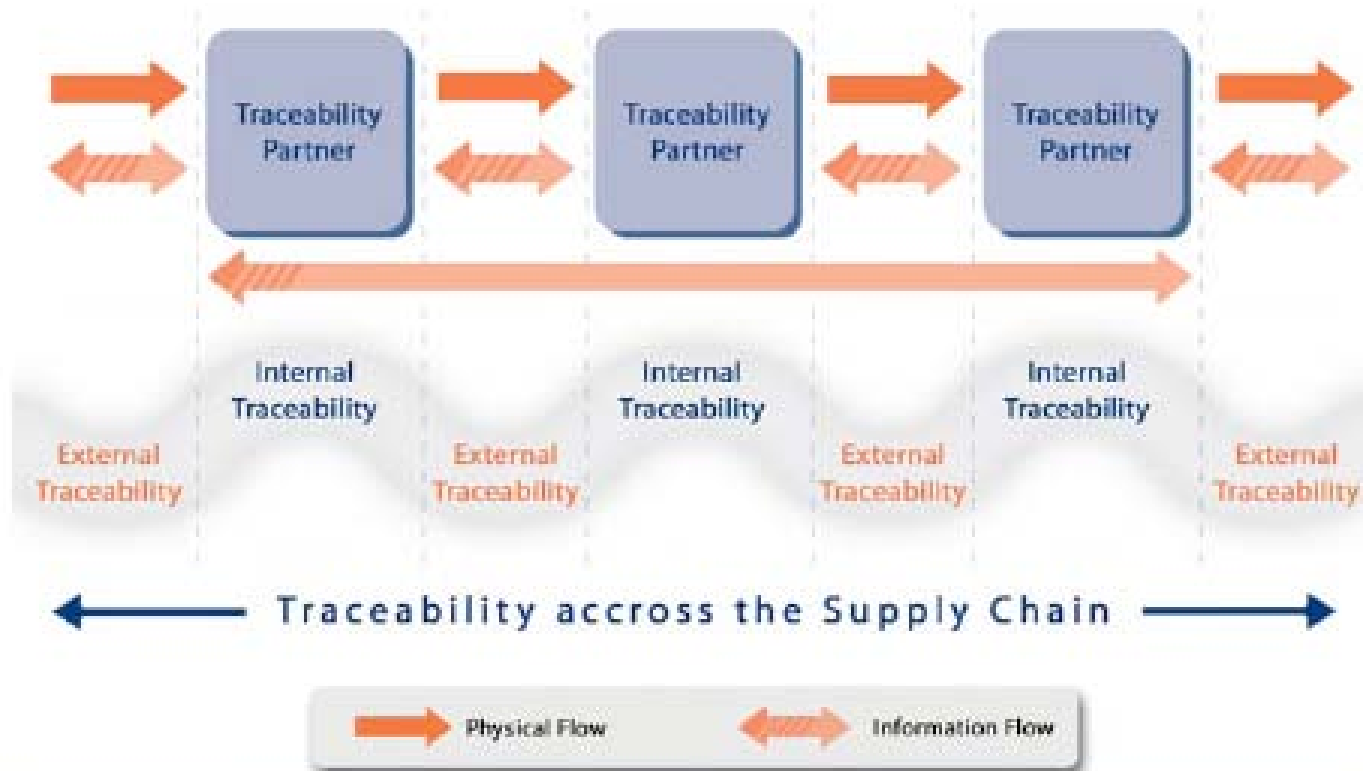 Traceability
Partner
Traceability
Partner
Traceability
Partner
Internal
Traceability
Internal
Traceability
Internal
Traceability
External
Traceability
External
Traceability
External
Traceability
External
Traceability
Traceability accross the Supply Chain
Physical Flow
Information Flow